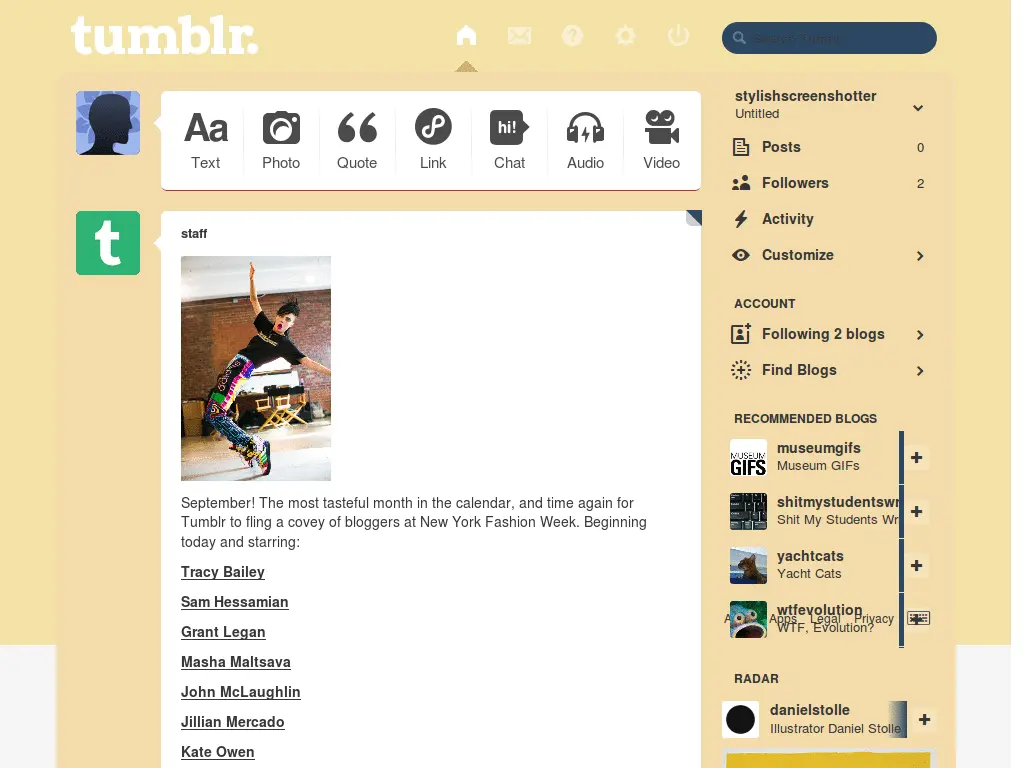 tumblr.
Search Tumblr
Aa
hi!
Text Photo Quote Link Chat Audio Video
t
staff
September! The most tasteful month in the calendar, and time again for
Tumblr to fling a covey of bloggers at New York Fashion Week. Beginning
today and starring:
Tracy Bailey
Sam Hessamian
Grant Legan
Masha Maltsava
John McLaughlin
Jillian Mercado
Kate Owen
stylishscreenshotter
Untitled
Posts 0
Followers 2
Activity
Customize
ACCOUNT
Following 2 blogs
Find Blogs
RECOMMENDED BLOGS
MUSEUM
GIFS
museumgifs
Museum GIFs
shitmystudentswr
Shit My Students Wr
yachtcats
Yacht Cats
wtfevolution
Apps Legal Privacy
WTF, Evolution?
RADAR
danielstolle
Illustrator Daniel Stolle